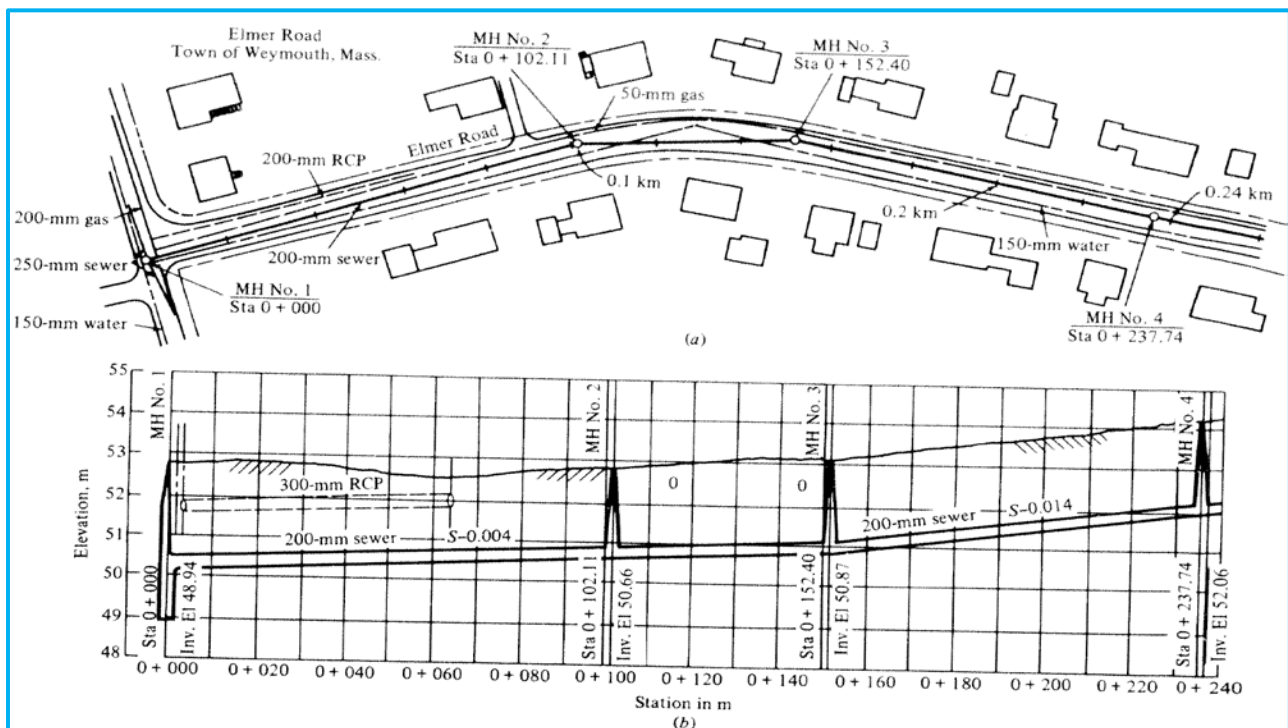 Elmer Road
Town of Weymouth, Mass.
MH No. 2
Sta 0 + 102.11
MH No. 3
Sta 0 + 152.40
50-mm gas
Elmer Road
200-mm RCP
0.1 km
200-mm gas
250-mm sewer
200-mm sewer
0.2 km
0.24 km
150-mm water
MH No. 1
Sta 0 + 000
150-mm water
MH No. 4
Sta 0 + 237.74
(a)
55
54
53
52
51
50
49
48
Elevation, m
MH No. 1
MH No. 2
MH No. 3
MH No. 4
300-mm RCP
0
0
200-mm sewer S–0.004
200-mm sewer S–0.014
Sta 0 + 000
Inv. El 48.94
Sta 0 + 102.11
Inv. El 50.66
Sta 0 + 152.40
Inv. El 50.87
Sta 0 + 237.74
Inv. El 52.06
0 + 000
0 + 020
0 + 040
0 + 060
0 + 080
0 + 100
0 + 120
0 + 140
0 + 160
0 + 180
0 + 200
0 + 220
0 + 240
Station in m
(b)